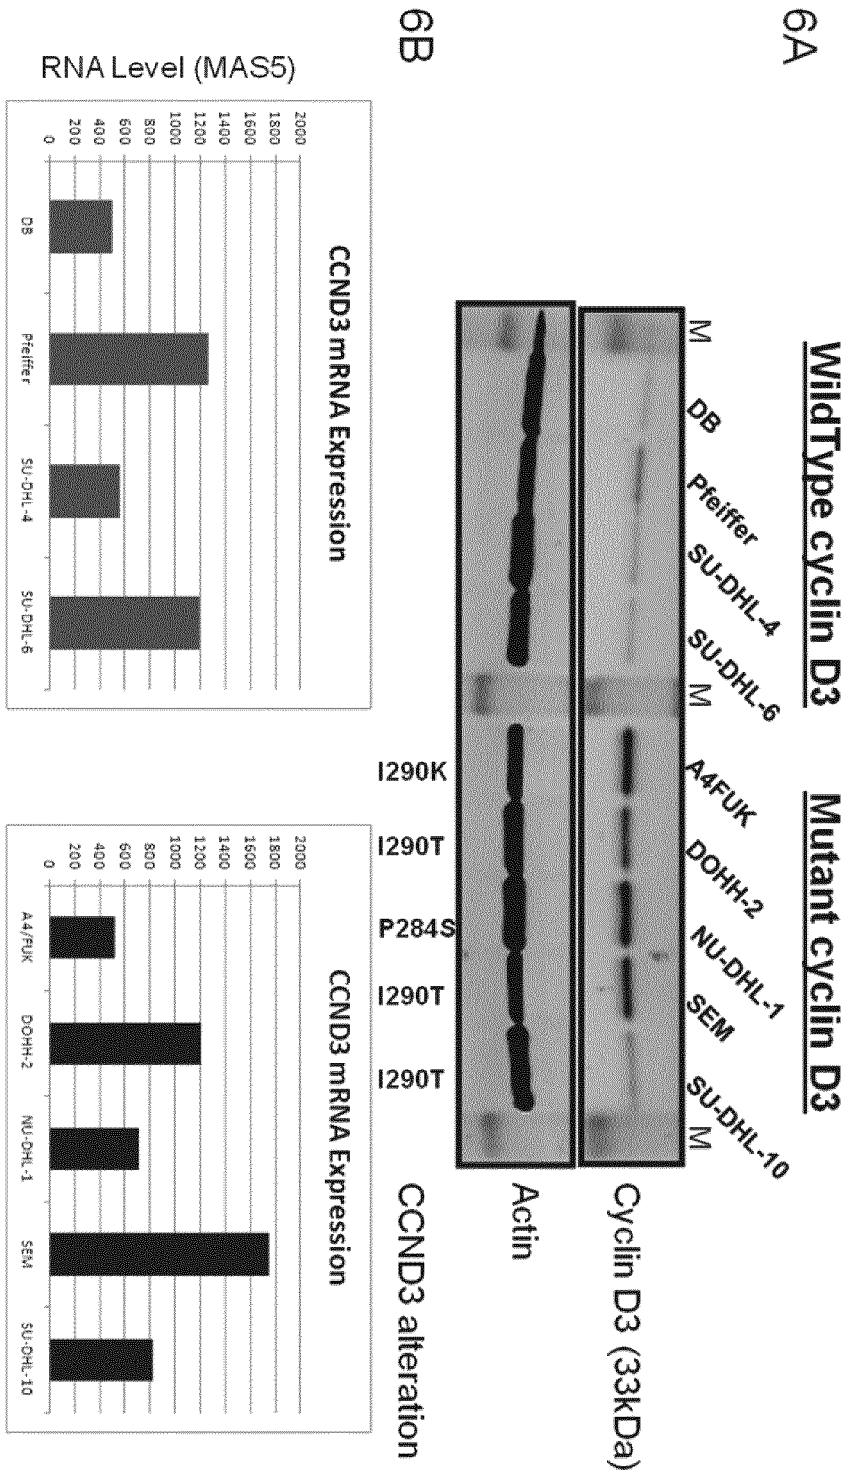 6A
WildType cyclin D3
Mutant cyclin D3
M
DB
Pfeiffer
SU-DHL-4
SU-DHL-6
M
A4FUK
DOHH-2
NU-DHL-1
SEM
SU-DHL-10
M
Cyclin D3 (33kDa)
Actin
I290K
I290T
P284S
I290T
I290T
CCND3 alteration
6B
CCND3 mRNA Expression
RNA Level (MAS5)
2000
1800
1600
1400
1200
1000
800
600
400
200
0
DB
Pfeiffer
SU-DHL-4
SU-DHL-6
CCND3 mRNA Expression
2000
1800
1600
1400
1200
1000
800
600
400
200
0
A4/FUK
DOHH-2
NU-DHL-1
SEM
SU-DHL-10